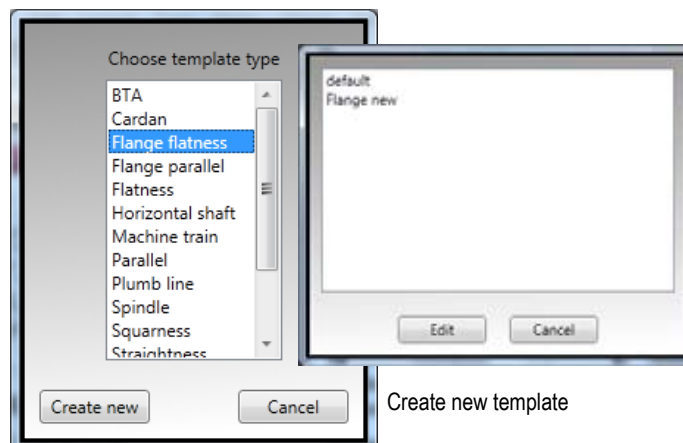 Choose template type
BTA
Cardan
Flange flatness
Flange parallel
Flatness
Horizontal shaft
Machine train
Parallel
Plumb line
Spindle
Squarness
Straightness
Create new
Cancel
default
Flange new
Edit
Cancel
Create new template